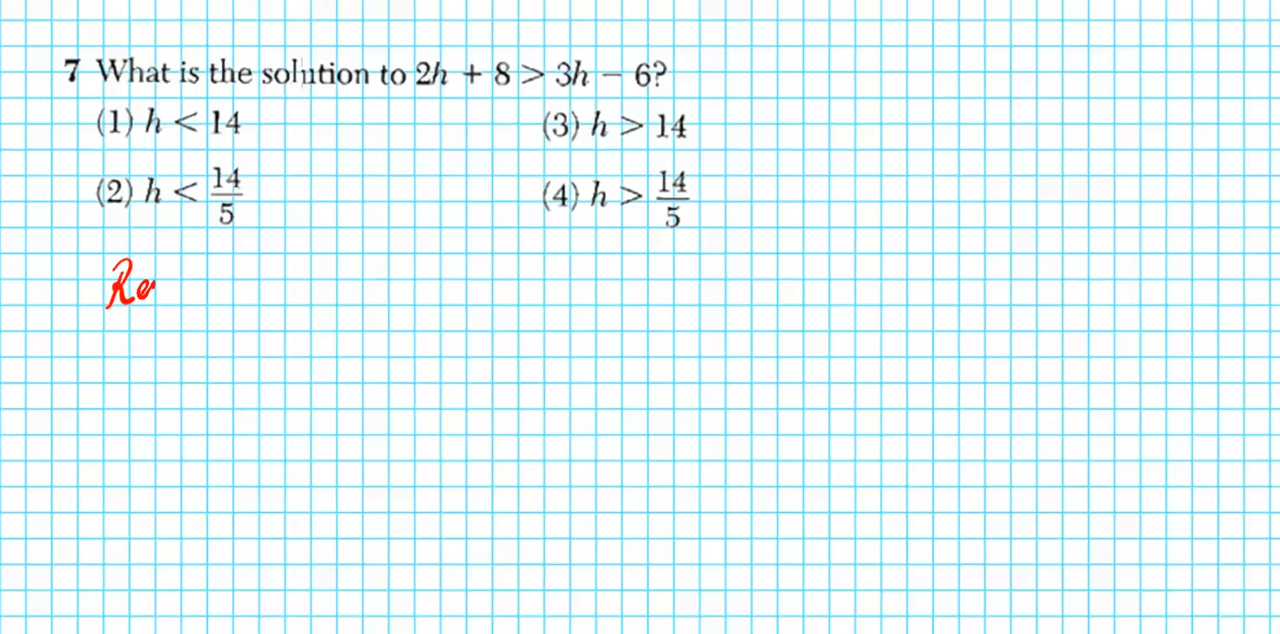 7 What is the solution to 2h + 8 > 3h − 6?
(1) h < 14
(3) h > 14
(2) h < 14/5
(4) h > 14/5
Re